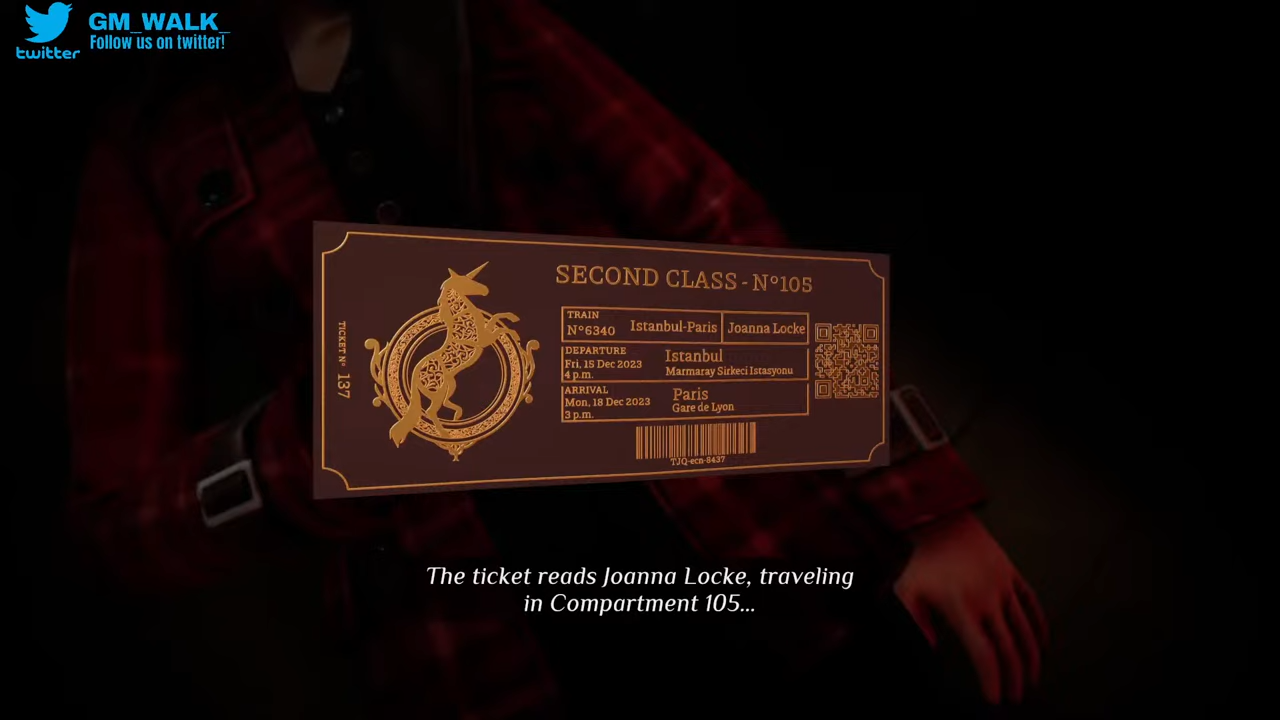 GM_WALK_
Follow us on twitter!
twitter
SECOND CLASS - N°105
TICKET N° 137
TRAIN
N°6340 Istanbul-Paris Joanna Locke
DEPARTURE
Fri, 15 Dec 2023
4 p.m.
Istanbul
Marmaray Sirkeci Istasyonu
ARRIVAL
Mon, 18 Dec 2023
3 p.m.
Paris
Gare de Lyon
TJQ-ecn-8437
The ticket reads Joanna Locke, traveling
in Compartment 105...